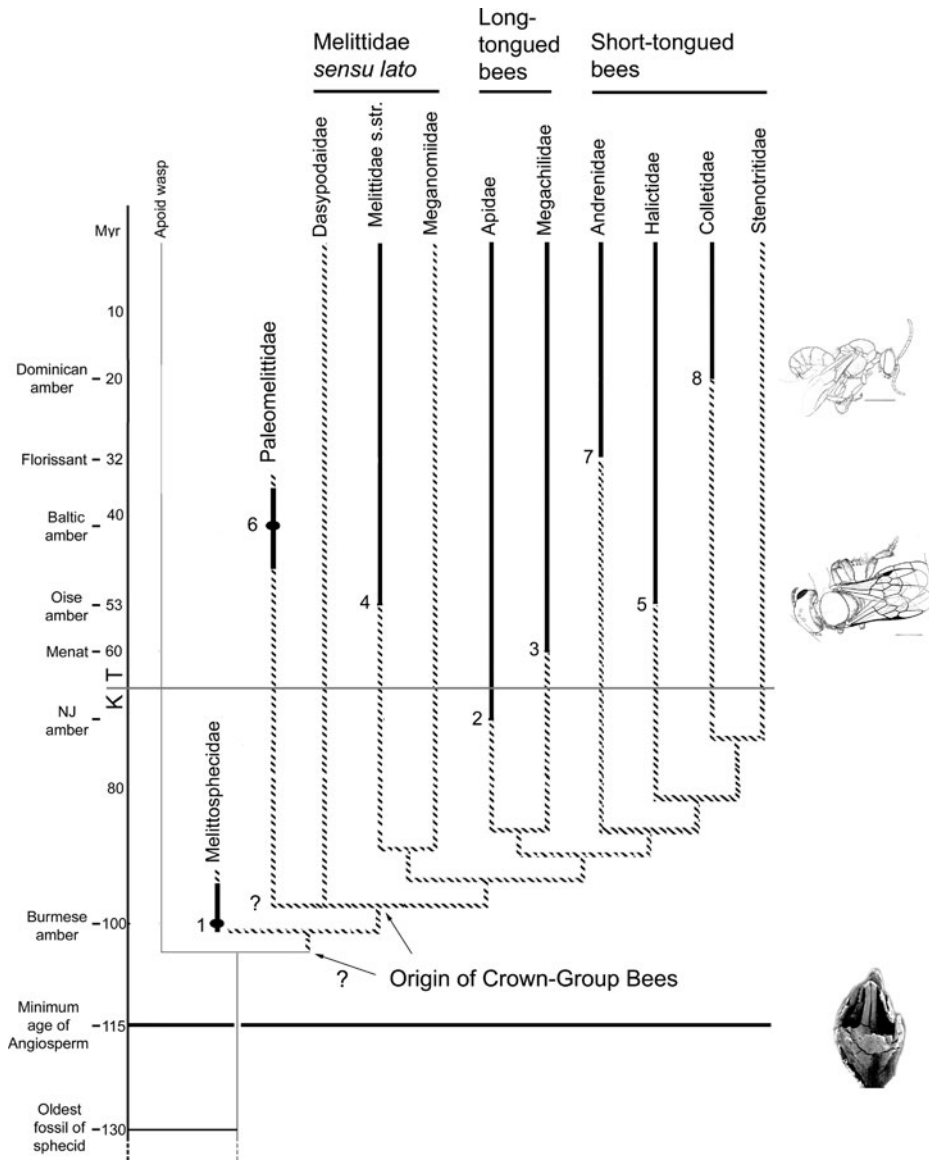 Melittidae
sensu lato
Long-
tongued
bees
Short-tongued
bees
Apoid wasp
Dasypodaidae
Melittidae s.str.
Meganomiidae
Apidae
Megachilidae
Andrenidae
Halictidae
Colletidae
Stenotritidae
Myr
10
Dominican
amber
20
8
Paleomelittidae
Florissant
32
7
40
Baltic
amber
6
Oise
amber
53
4
5
Menat
60
3
T
K
NJ
amber
2
80
Melittosphecidae
?
Burmese
amber
100
1
?
Origin of Crown-Group Bees
Minimum
age of
Angiosperm
115
Oldest
fossil of
sphecid
130